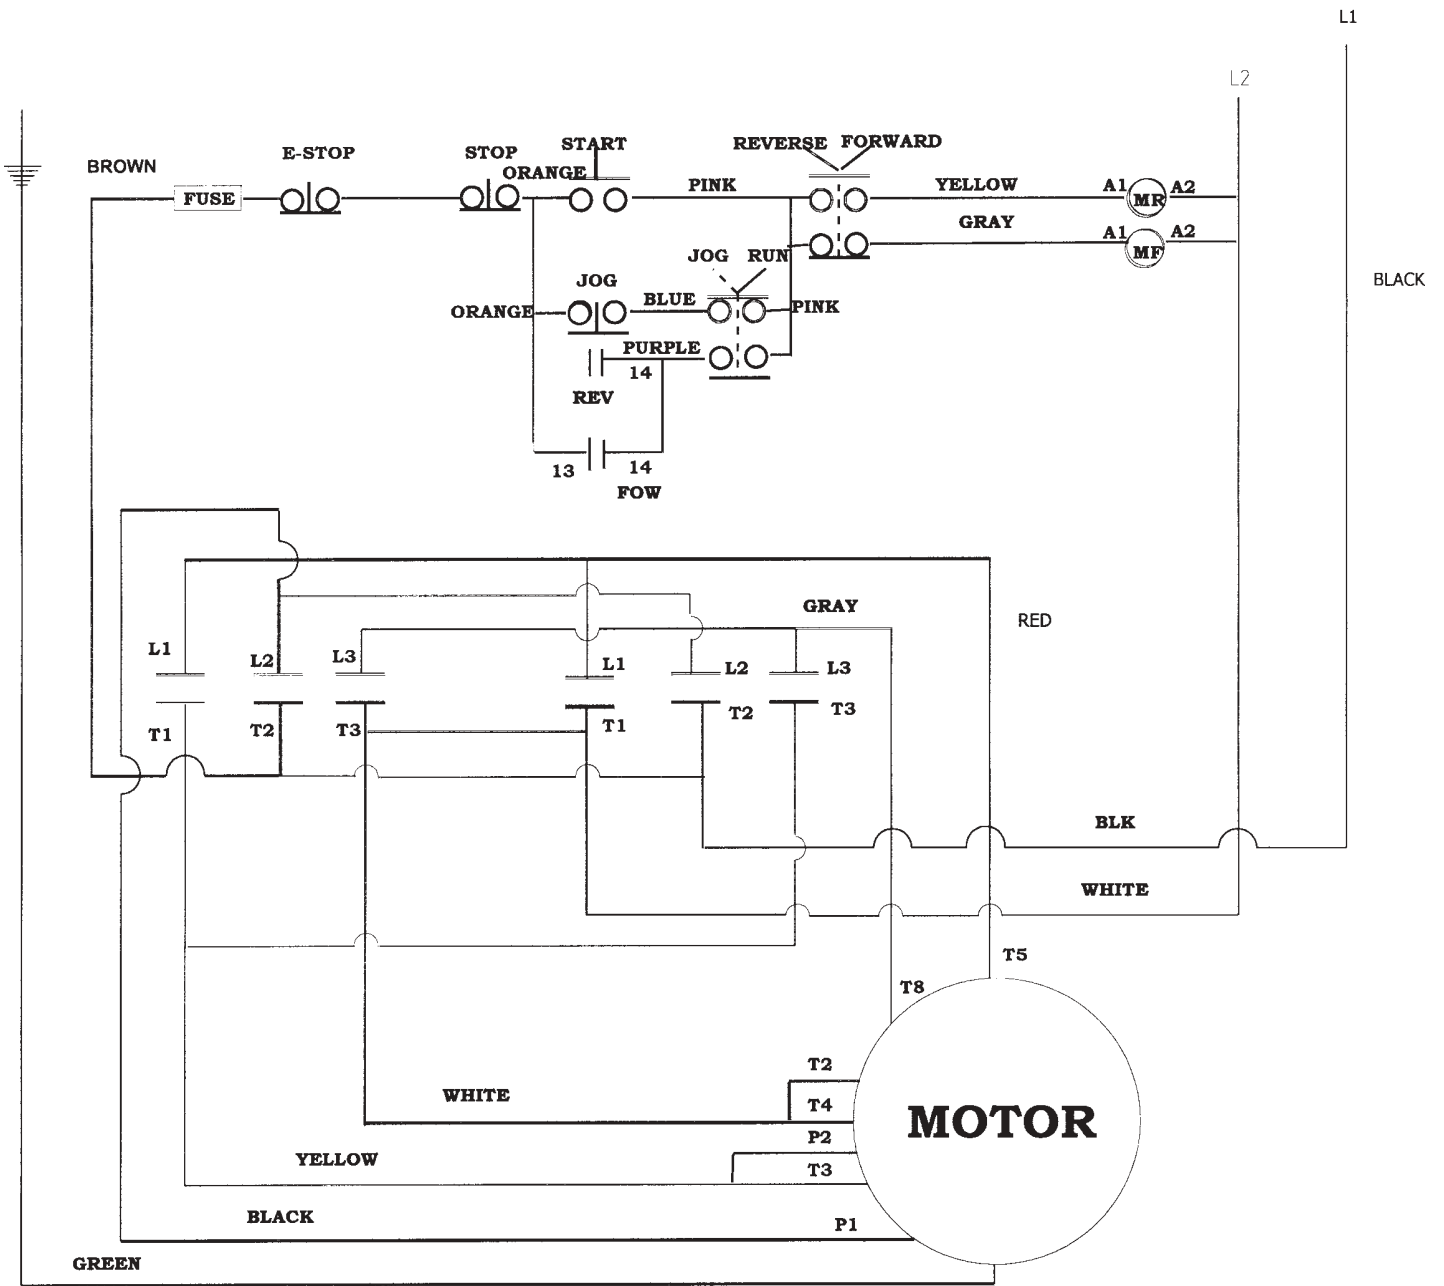 L1
L2
START
REVERSE FORWARD
E-STOP
STOP
BROWN
ORANGE
PINK
YELLOW
A1
A2
FUSE
MR
GRAY
A1
A2
MF
JOG
RUN
JOG
BLACK
BLUE
ORANGE
PINK
PURPLE
14
REV
13
14
FOW
GRAY
RED
L1
L2
L3
L1
L2
L3
T1
T2
T3
T1
T2
T3
BLK
WHITE
T5
T8
T2
WHITE
T4
MOTOR
P2
YELLOW
T3
BLACK
P1
GREEN